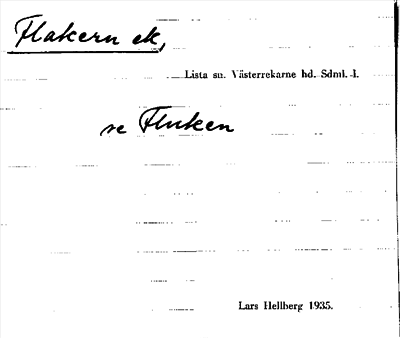 Flakern ek,
Lista sn. Västerrekarne hd. Sdml. I.
se Fluken
Lars Hellberg 1935.